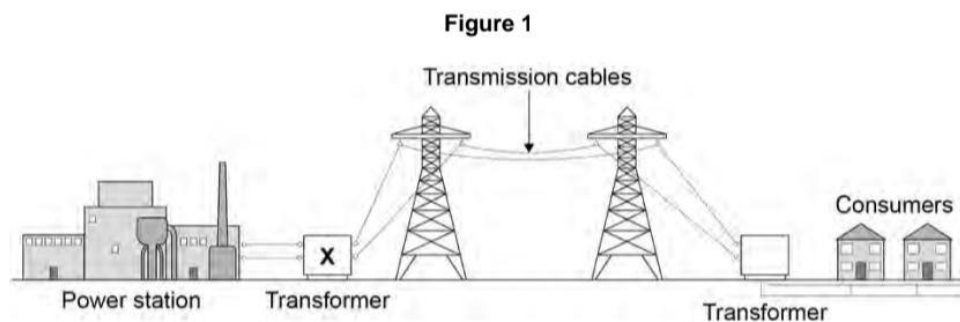 Figure 1
Transmission cables
X
Consumers
Power station
Transformer
Transformer